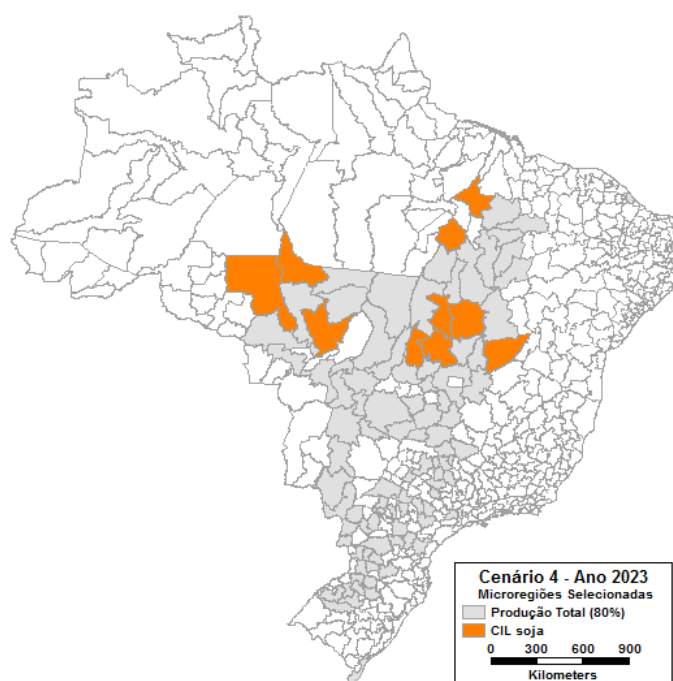 Cenário 4 - Ano 2023
Microregiões Selecionadas
Produção Total (80%)
CIL soja
0 300 600 900
Kilometers